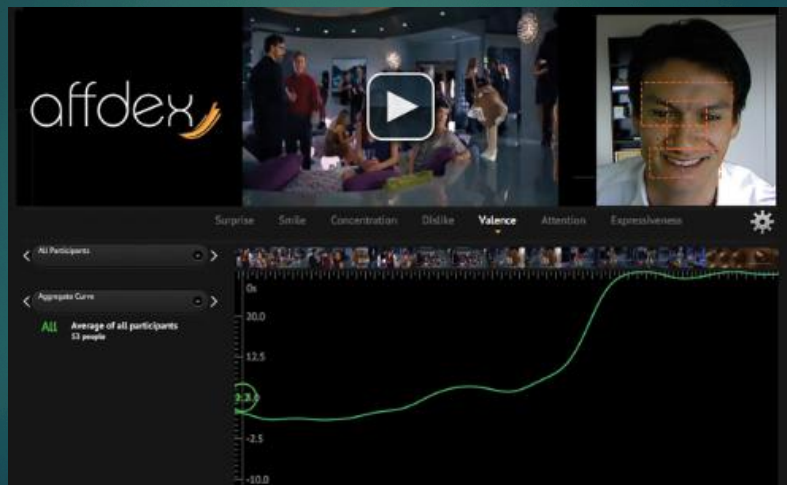 affdex
Surprise Smile Concentration Dislike Valence Attention Expressiveness
All Participants
Aggregate Curve
All Average of all participants
53 people
0s
20.0
12.5
-2.5
-10.0